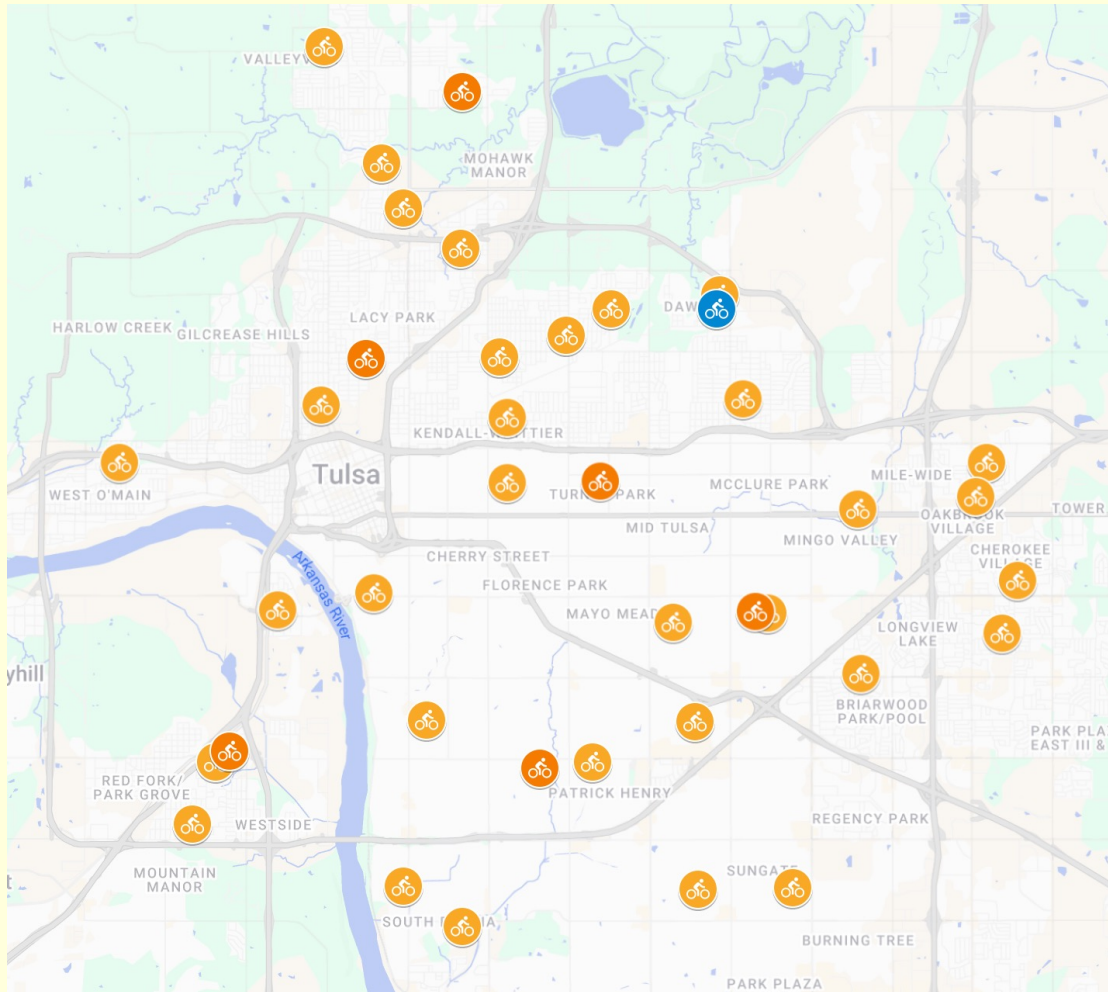 VALLEYV
MOHAWK
MANOR
HARLOW CREEK
GILCREASE HILLS
LACY PARK
DAW
KENDALL-WHITTIER
Tulsa
WEST O'MAIN
TURN PARK
MCCLURE PARK
MILE-WIDE
MID TULSA
OAKBROOK
VILLAGE
TOWER
MINGO VALLEY
CHERRY STREET
CHEROKEE
VILLAGE
FLORENCE PARK
Arkansas River
MAYO MEAD
LONGVIEW
LAKE
yhill
BRIARWOOD
PARK/POOL
PARK PLA
EAST III &
RED FORK/
PARK GROVE
PATRICK HENRY
WESTSIDE
REGENCY PARK
MOUNTAIN
MANOR
SUNGATE
t
SOUTH
BURNING TREE
PARK PLAZA